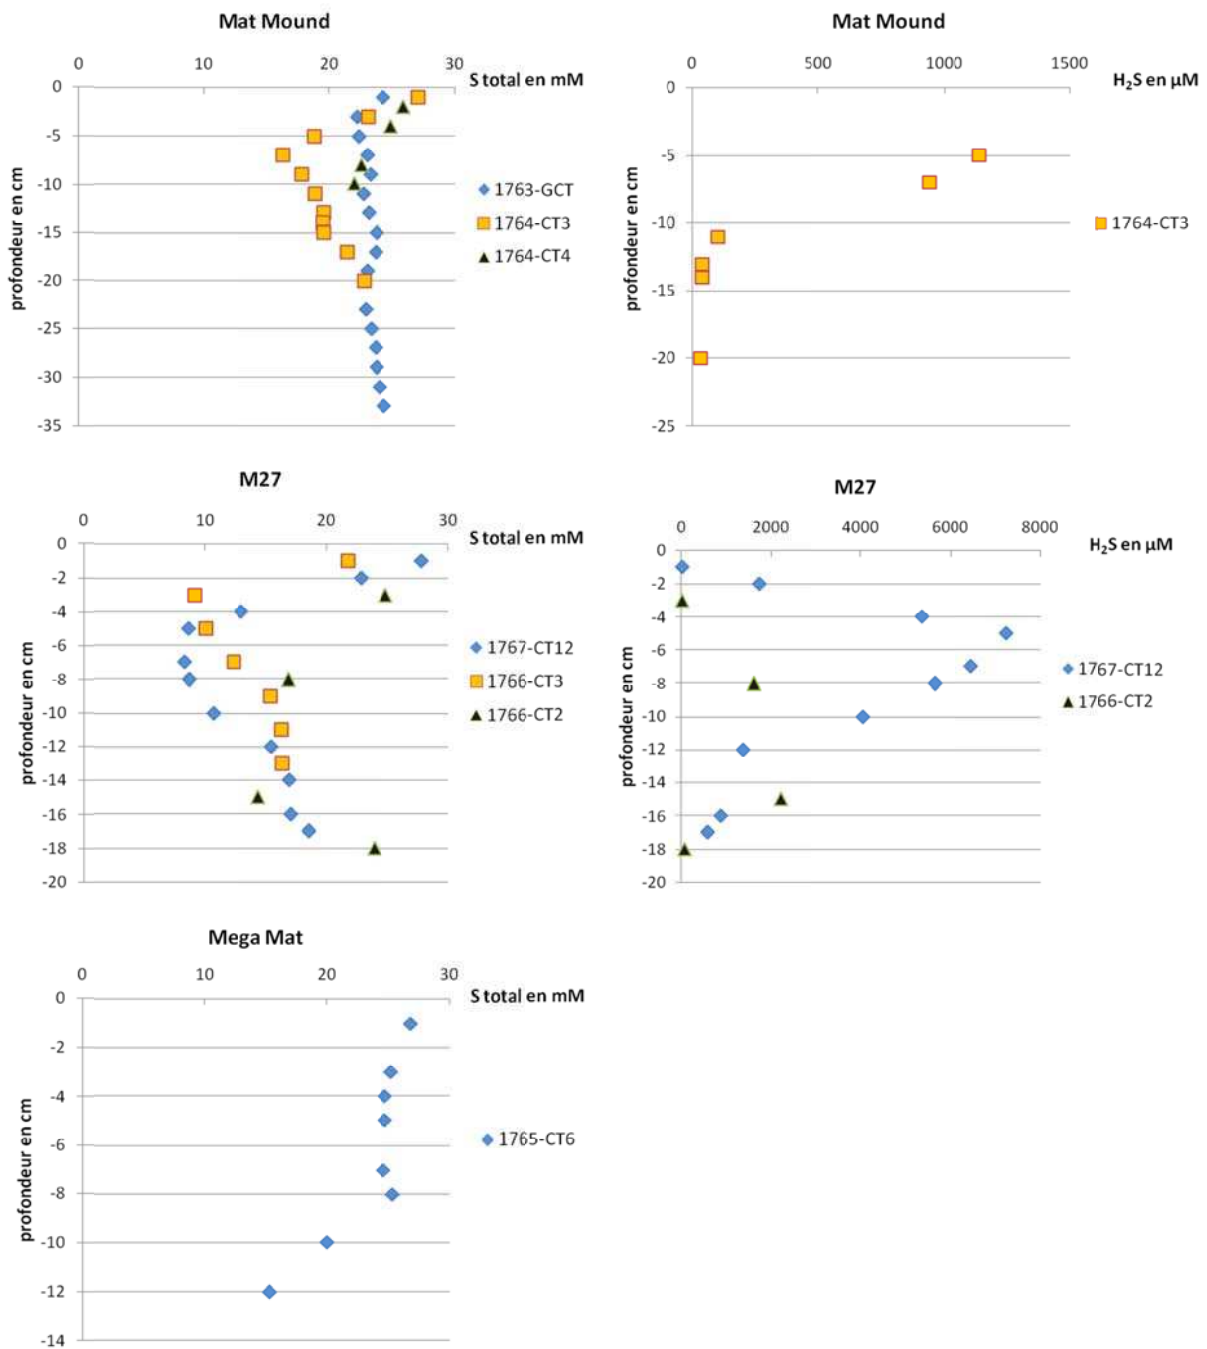 Mat Mound
0 10 20 30
S total en mM
0
-5
-10
-15
-20
-25
-30
-35
profondeur en cm
1763-GCT
1764-CT3
1764-CT4
Mat Mound
0 500 1000 1500
H₂S en µM
0
-5
-10
-15
-20
-25
profondeur en cm
1764-CT3
M27
0 10 20 30
S total en mM
0
-2
-4
-6
-8
-10
-12
-14
-16
-18
-20
profondeur en cm
1767-CT12
1766-CT3
1766-CT2
M27
0 2000 4000 6000 8000
H₂S en µM
0
-2
-4
-6
-8
-10
-12
-14
-16
-18
-20
profondeur en cm
1767-CT12
1766-CT2
Mega Mat
0 10 20 30
S total en mM
0
-2
-4
-6
-8
-10
-12
-14
profondeur en cm
1765-CT6